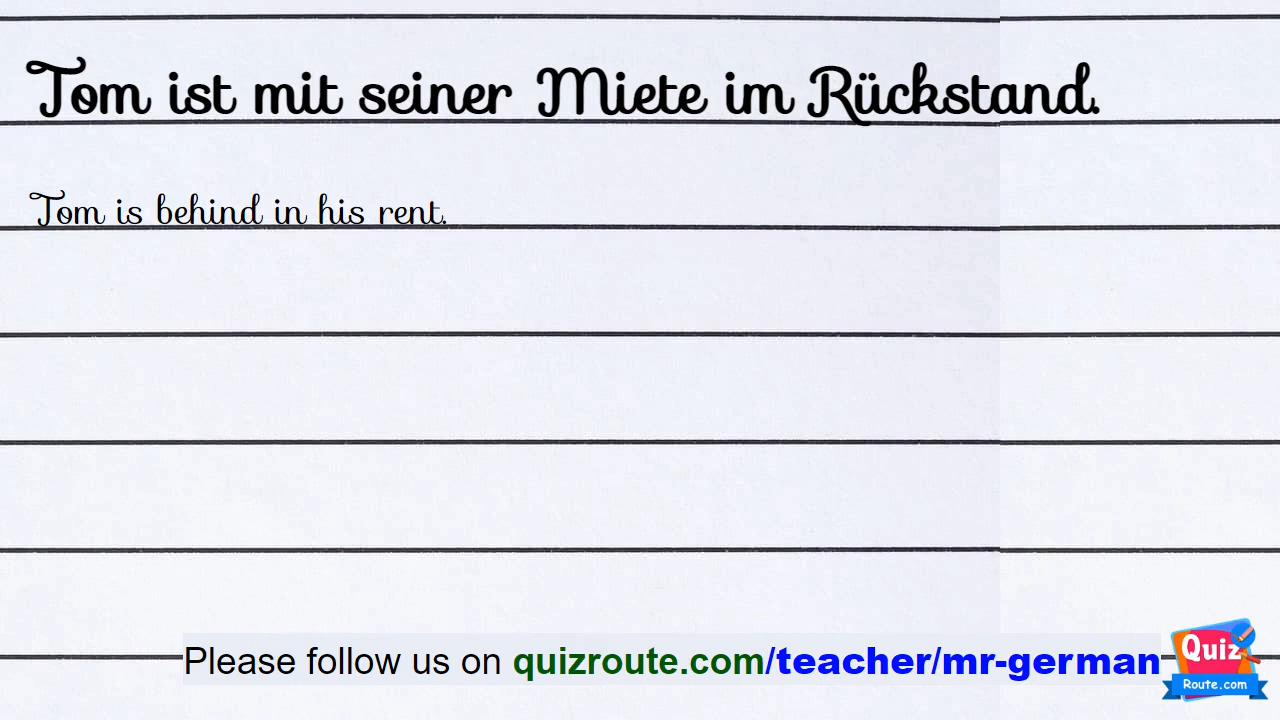 Tom ist mit seiner Miete im Rückstand.
Tom is behind in his rent.
Please follow us on quizroute.com/teacher/mr-german
Quiz
Route.com